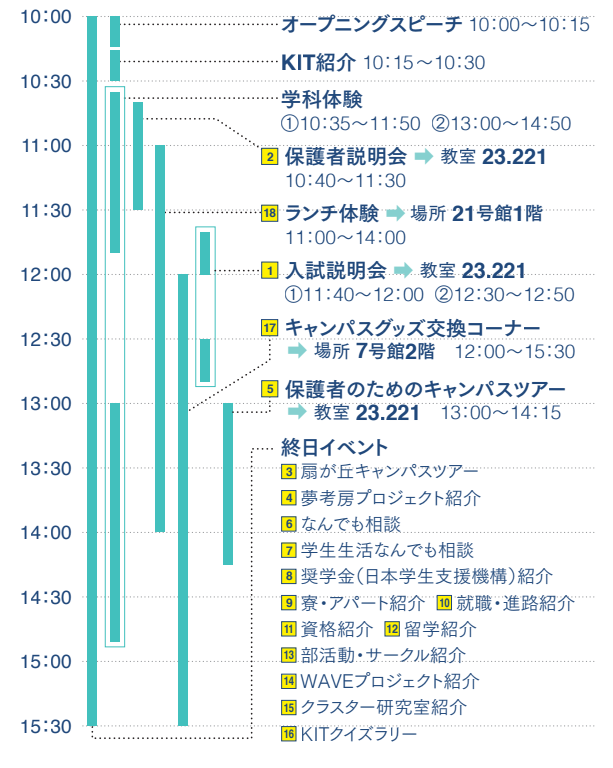 10:00
10:30
11:00
11:30
12:00
12:30
13:00
13:30
14:00
14:30
15:00
15:30
オープニングスピーチ 10:00～10:15
KIT紹介 10:15～10:30
学科体験
①10:35～11:50 ②13:00～14:50
2 保護者説明会 ➡ 教室 23.221
10:40～11:30
18 ランチ体験 ➡ 場所 21号館1階
11:00～14:00
1 入試説明会 ➡ 教室 23.221
①11:40～12:00 ②12:30～12:50
17 キャンパスグッズ交換コーナー
➡ 場所 7号館2階 12:00～15:30
5 保護者のためのキャンパスツアー
➡ 教室 23.221 13:00～14:15
終日イベント
3 扇が丘キャンパスツアー
4 夢考房プロジェクト紹介
6 なんでも相談
7 学生生活なんでも相談
8 奨学金(日本学生支援機構)紹介
9 寮・アパート紹介 10 就職・進路紹介
11 資格紹介 12 留学紹介
13 部活動・サークル紹介
14 WAVEプロジェクト紹介
15 クラスター研究室紹介
16 KITクイズラリー